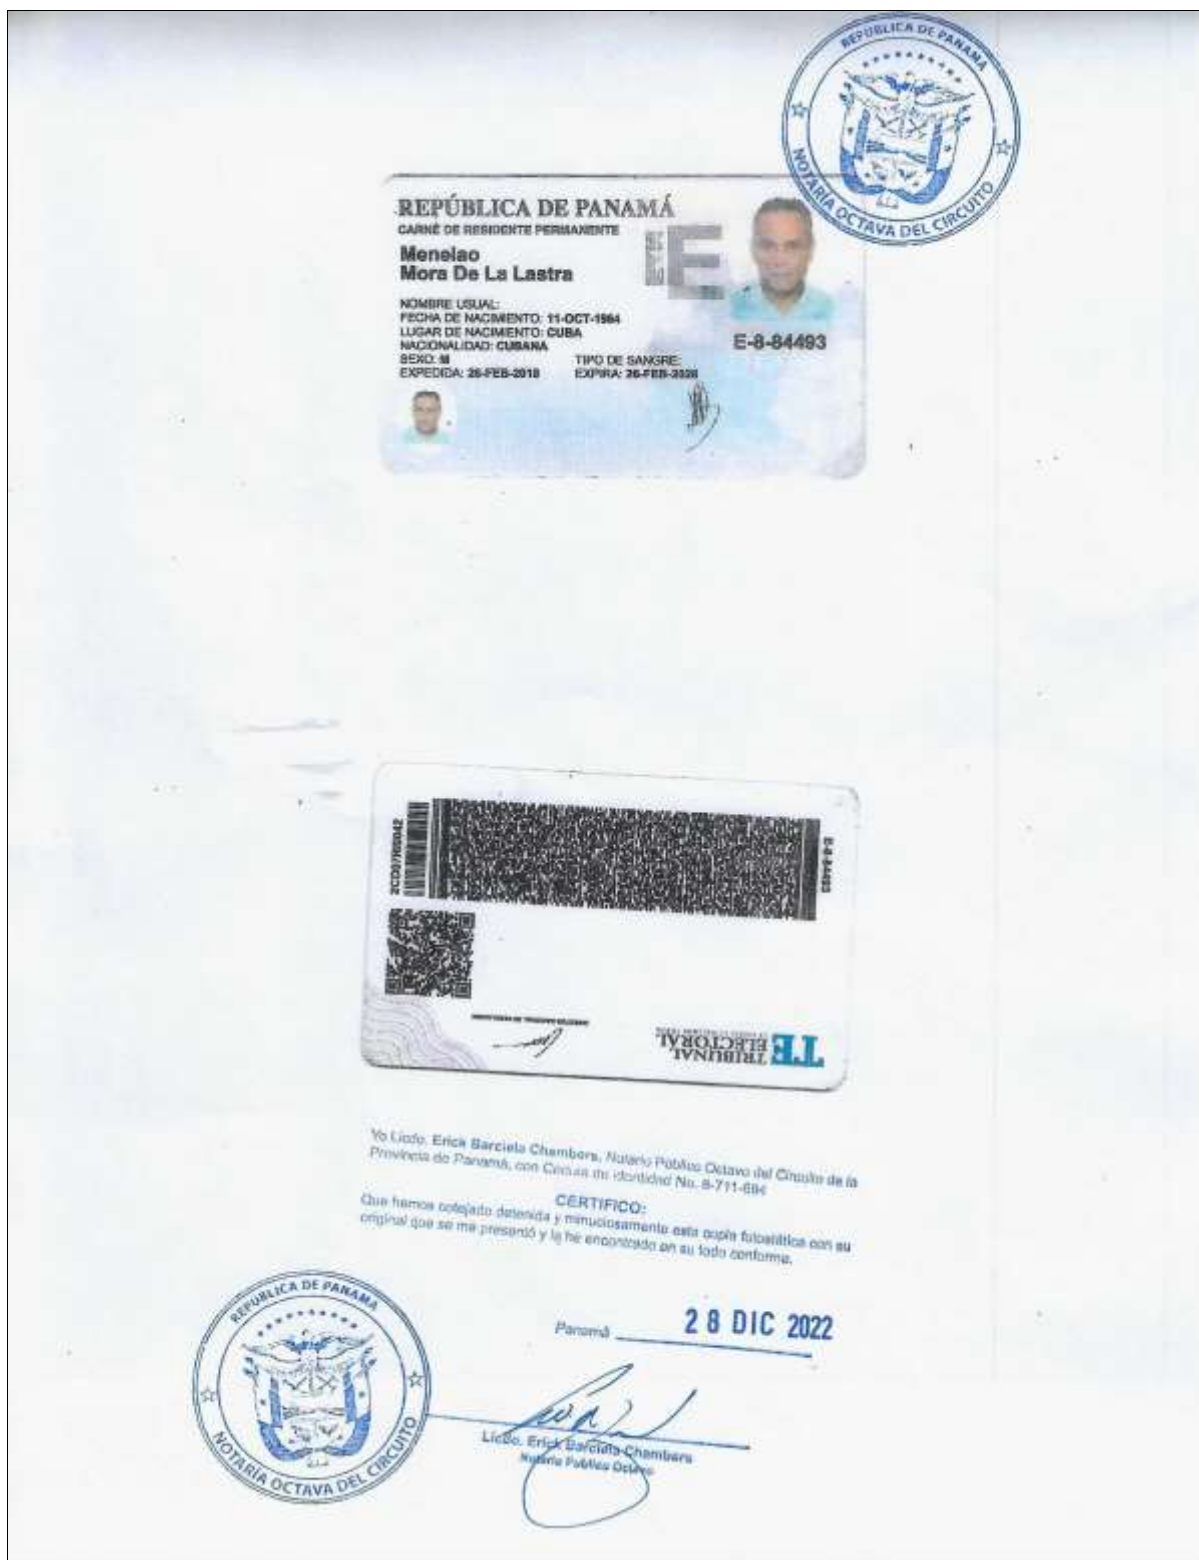 REPUBLICA DE PANAMA
NOTARÍA OCTAVA DEL CIRCUITO
REPÚBLICA DE PANAMÁ
CARNÉ DE RESIDENTE PERMANENTE
E
Menelao
Mora De La Lastra
NOMBRE USUAL:
FECHA DE NACIMIENTO: 11-OCT-1964
LUGAR DE NACIMIENTO: CUBA
NACIONALIDAD: CUBANA
SEXO: M TIPO DE SANGRE:
EXPEDIDA: 26-FEB-2018 EXPIRA: 26-FEB-2028
E-8-84493
E-8-84493
TE TRIBUNAL
ELECTORAL
Yo Licdo. Erick Barciela Chambers, Notario Público Octavo del Circuito de la
Provincia de Panamá, con Cédula de identidad No. 8-711-694
CERTIFICO:
Que hemos cotejado detenida y minuciosamente esta copia fotostática con su
original que se me presentó y la he encontrado en su todo conforme.
Panamá 28 DIC 2022
Licdo. Erick Barciela Chambers
Notario Público Octavo
REPUBLICA DE PANAMA
NOTARÍA OCTAVA DEL CIRCUITO